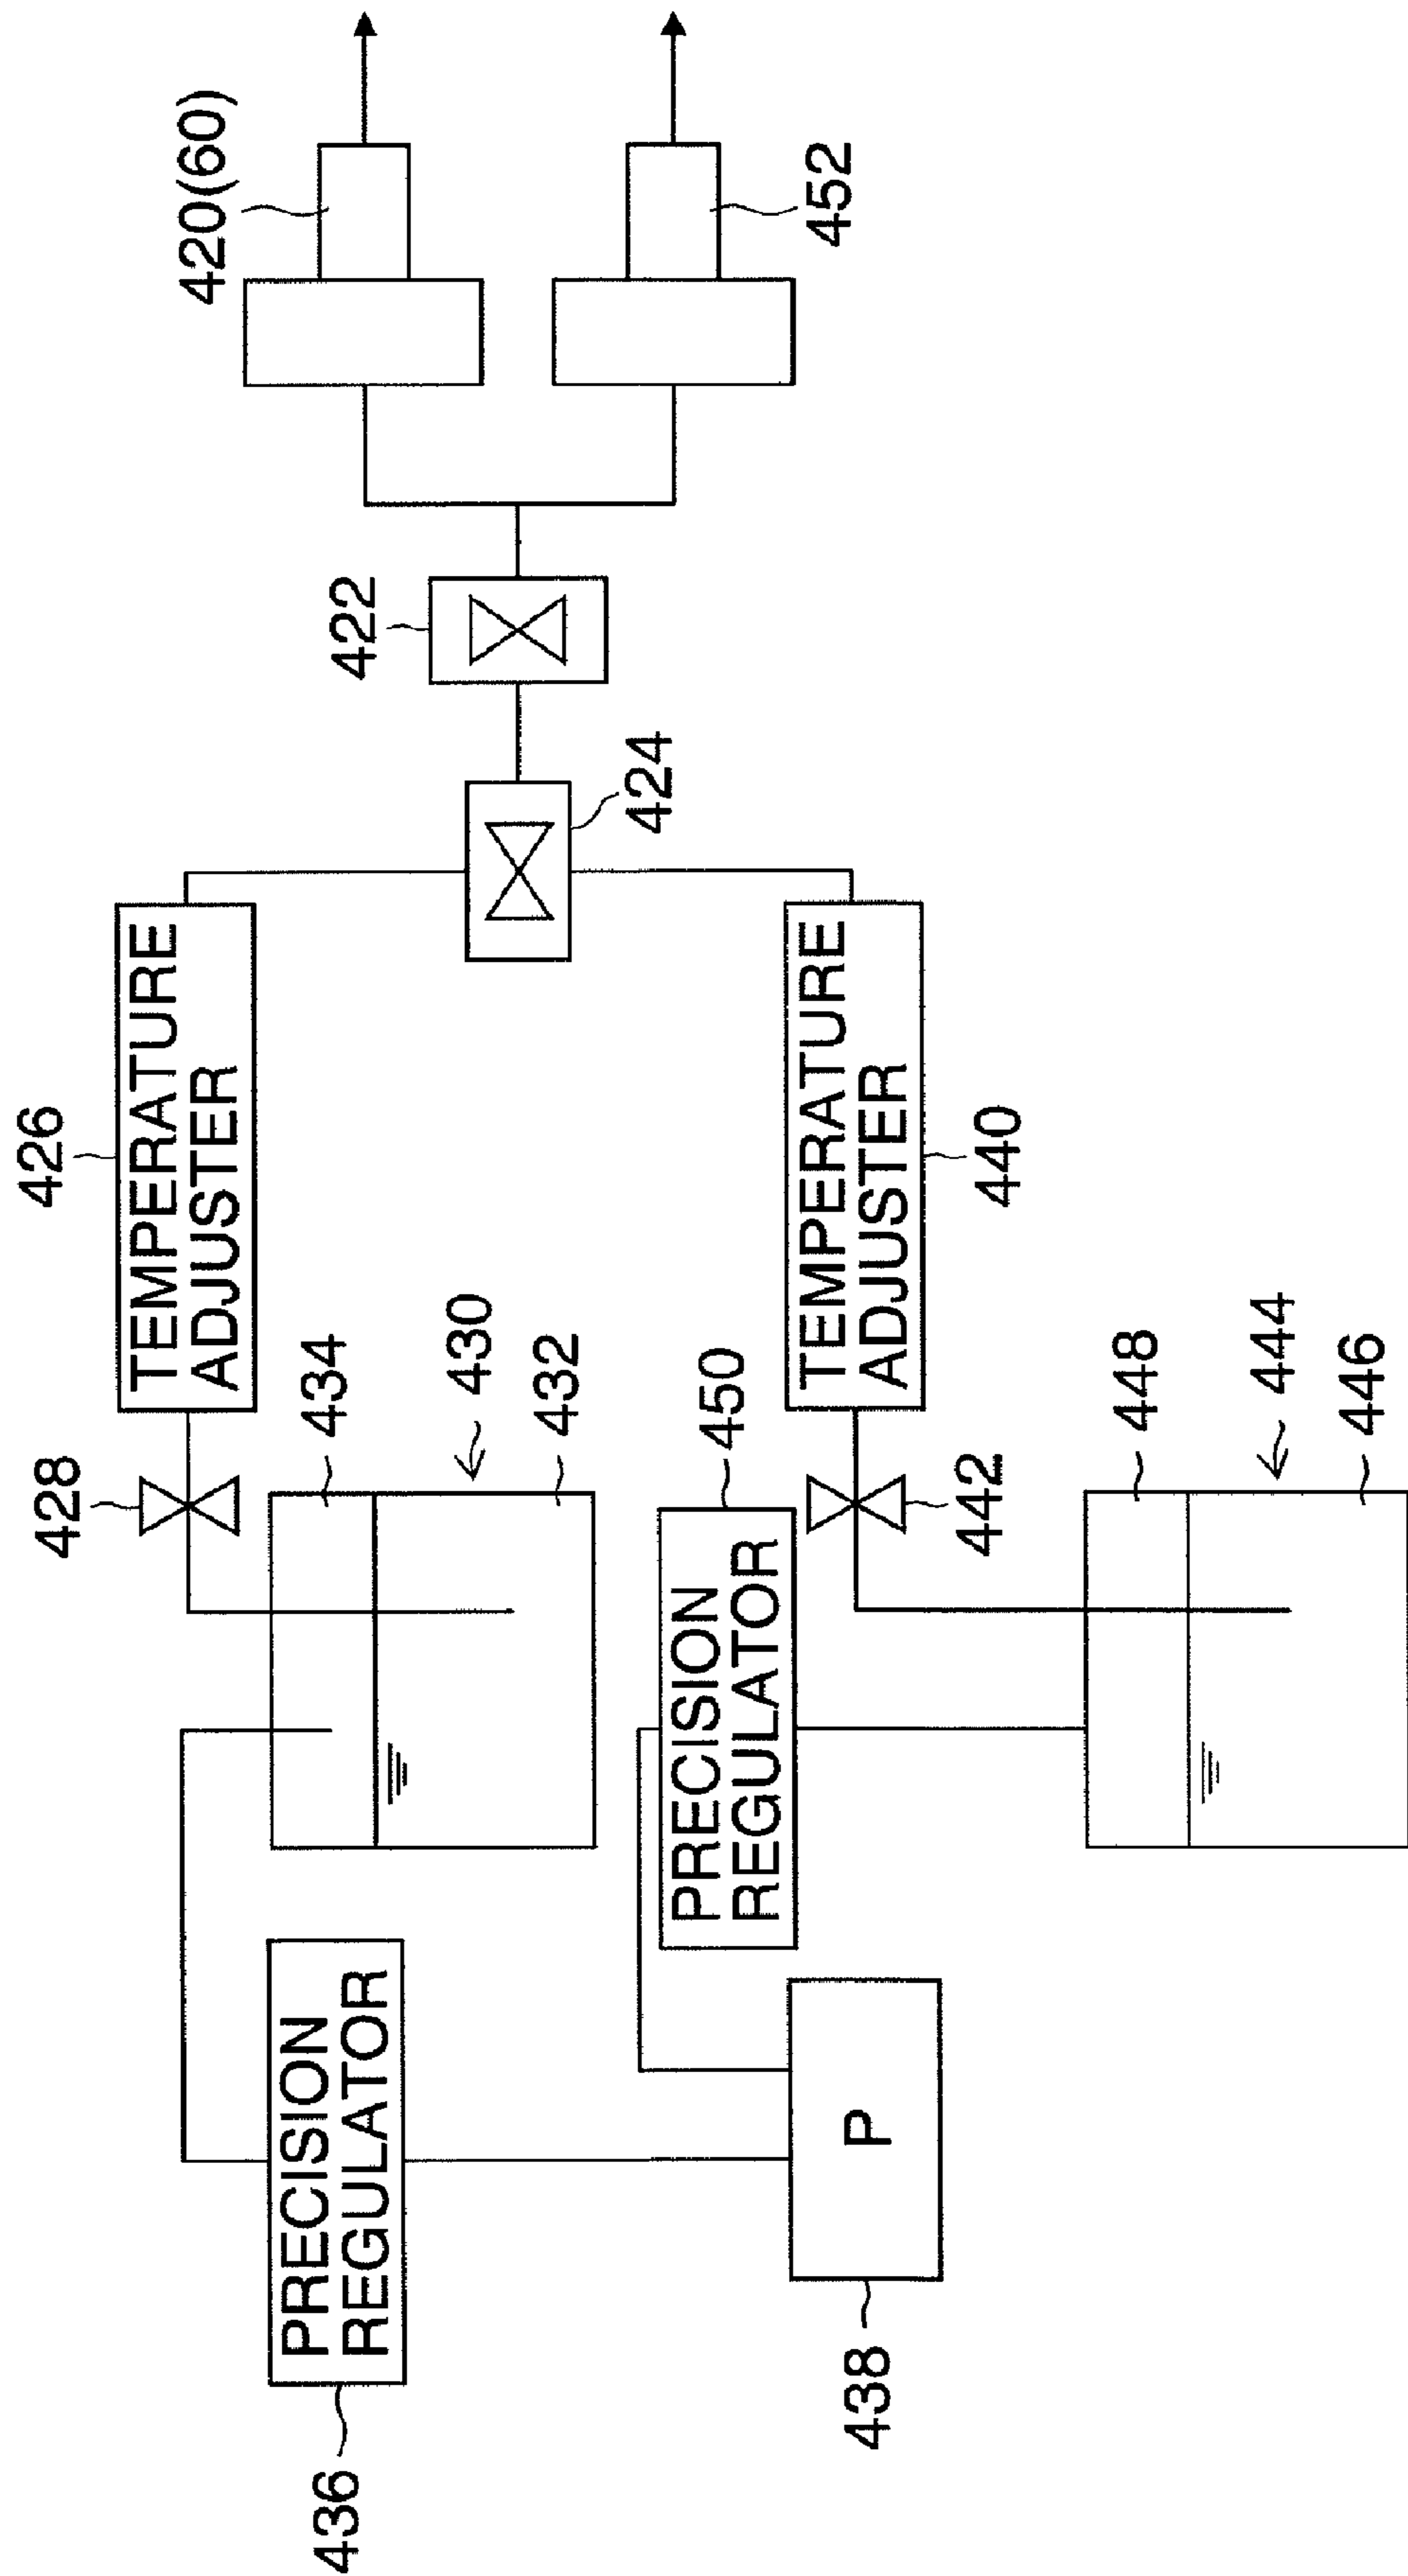 420(60)
452
422
424
426
TEMPERATURE
ADJUSTER
TEMPERATURE
ADJUSTER
440
428
434
430
432
450
442
448
444
446
PRECISION
REGULATOR
PRECISION
REGULATOR
P
436
438